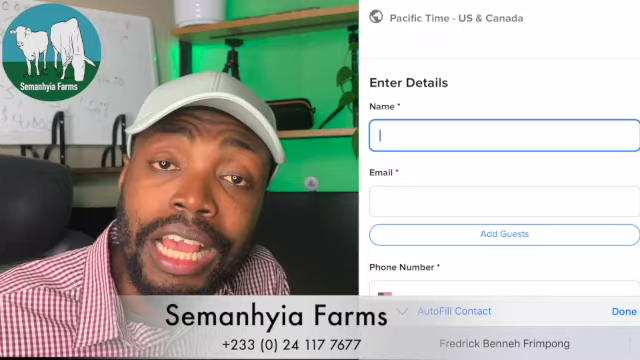 Semanhyia Farms
Pacific Time - US & Canada
Enter Details
Name *
Email *
Add Guests
Phone Number *
AutoFill Contact
Done
Fredrick Benneh Frimpong
Semanhyia Farms
+233 (0) 24 117 7677